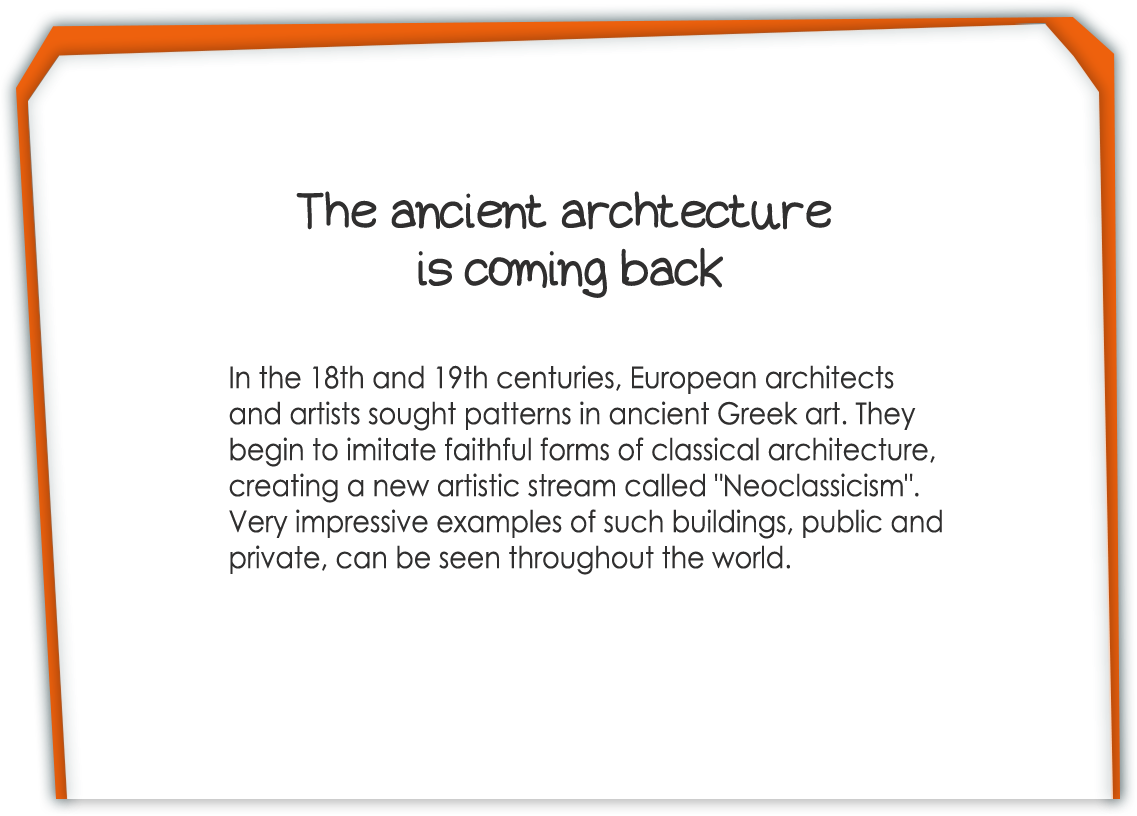 The ancient archtecture
is coming back
In the 18th and 19th centuries, European architects
and artists sought patterns in ancient Greek art. They
begin to imitate faithful forms of classical architecture,
creating a new artistic stream called "Neoclassicism".
Very impressive examples of such buildings, public and
private, can be seen throughout the world.